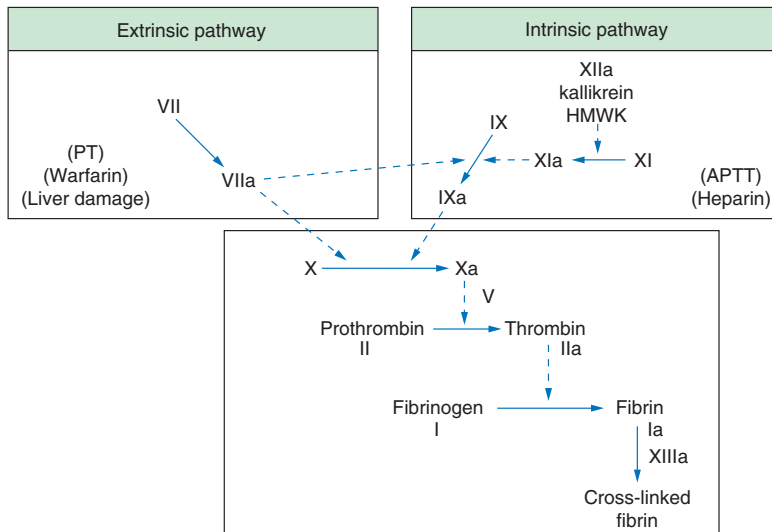 Extrinsic pathway
Intrinsic pathway
VII
(PT)
(Warfarin)
(Liver damage)
VIIa
XIIa
kallikrein
HMWK
IX
XIa
XI
IXa
(APTT)
(Heparin)
X
Xa
V
Prothrombin
II
Thrombin
IIa
Fibrinogen
I
Fibrin
Ia
XIIIa
Cross-linked
fibrin